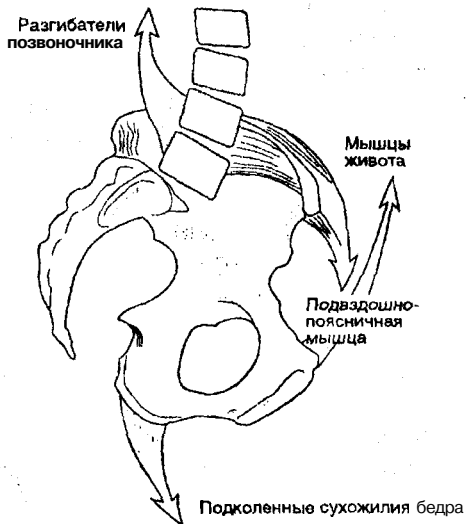 Разгибатели
позвоночника
Мышцы
живота
Подвздошно-
поясничная
мышца
Подколенные сухожилия бедра